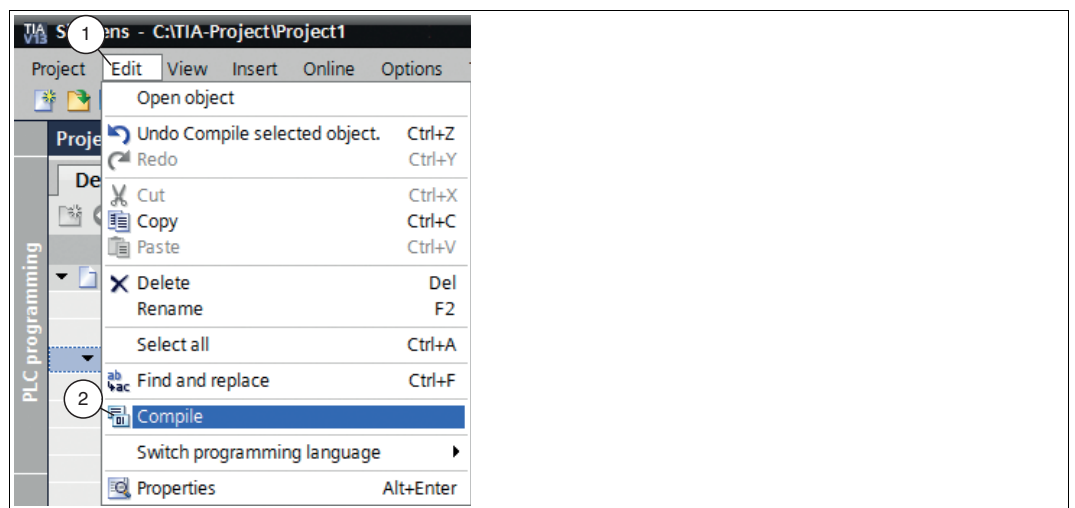 TIA V13 S ens - C:\TIA-Project\Project1
1
Project Edit View Insert Online Options
Open object
Proje
Undo Compile selected object. Ctrl+Z
Redo Ctrl+Y
De
Cut Ctrl+X
Copy Ctrl+C
Paste Ctrl+V
Delete Del
Rename F2
Select all Ctrl+A
Find and replace Ctrl+F
2
Compile
Switch programming language
Properties Alt+Enter
PLC programming